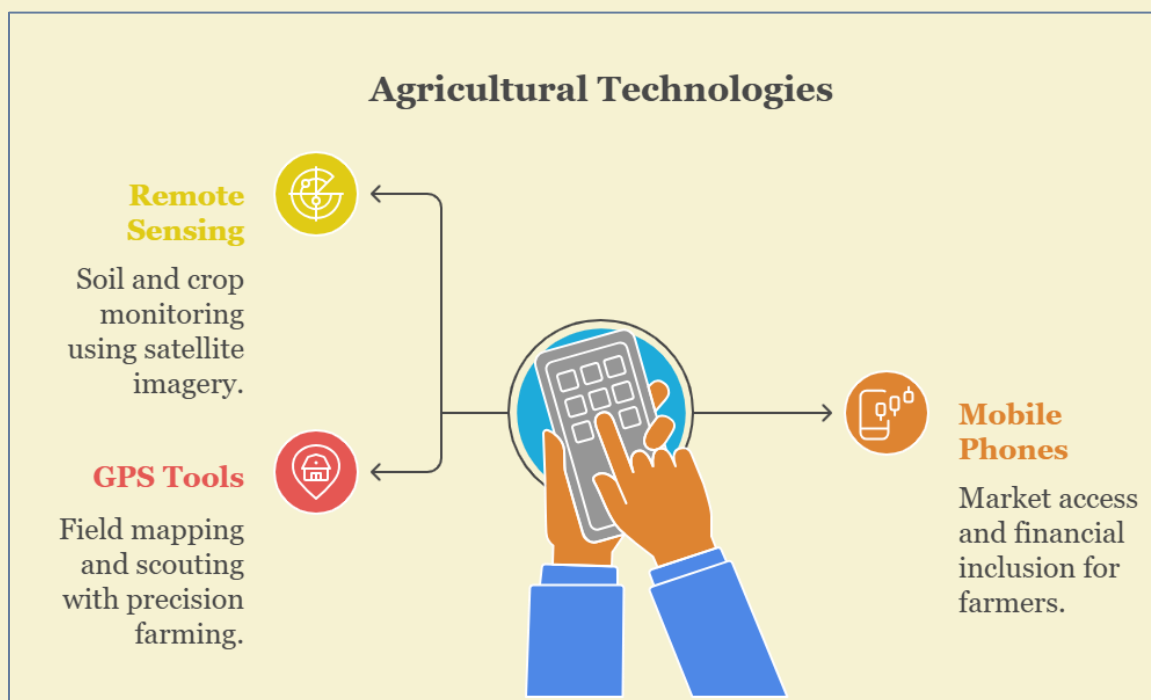 Agricultural Technologies
Remote
Sensing
Soil and crop
monitoring
using satellite
imagery.
GPS Tools
Field mapping
and scouting
with precision
farming.
Mobile
Phones
Market access
and financial
inclusion for
farmers.